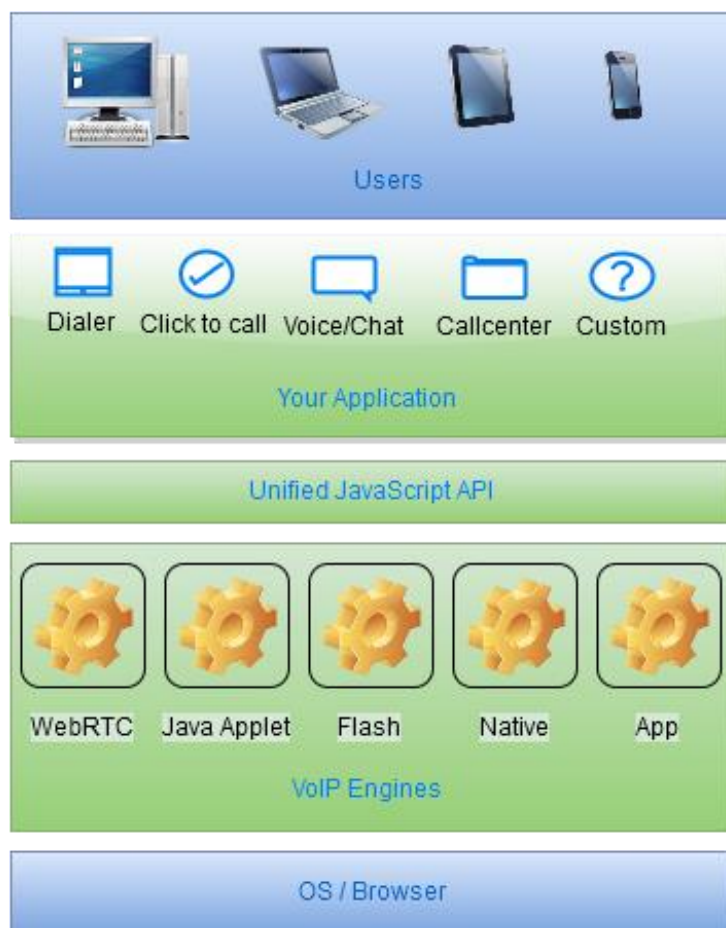 Users
Dialer Click to call Voice/Chat Callcenter Custom
Your Application
Unified JavaScript API
WebRTC Java Applet Flash Native App
VoIP Engines
OS / Browser